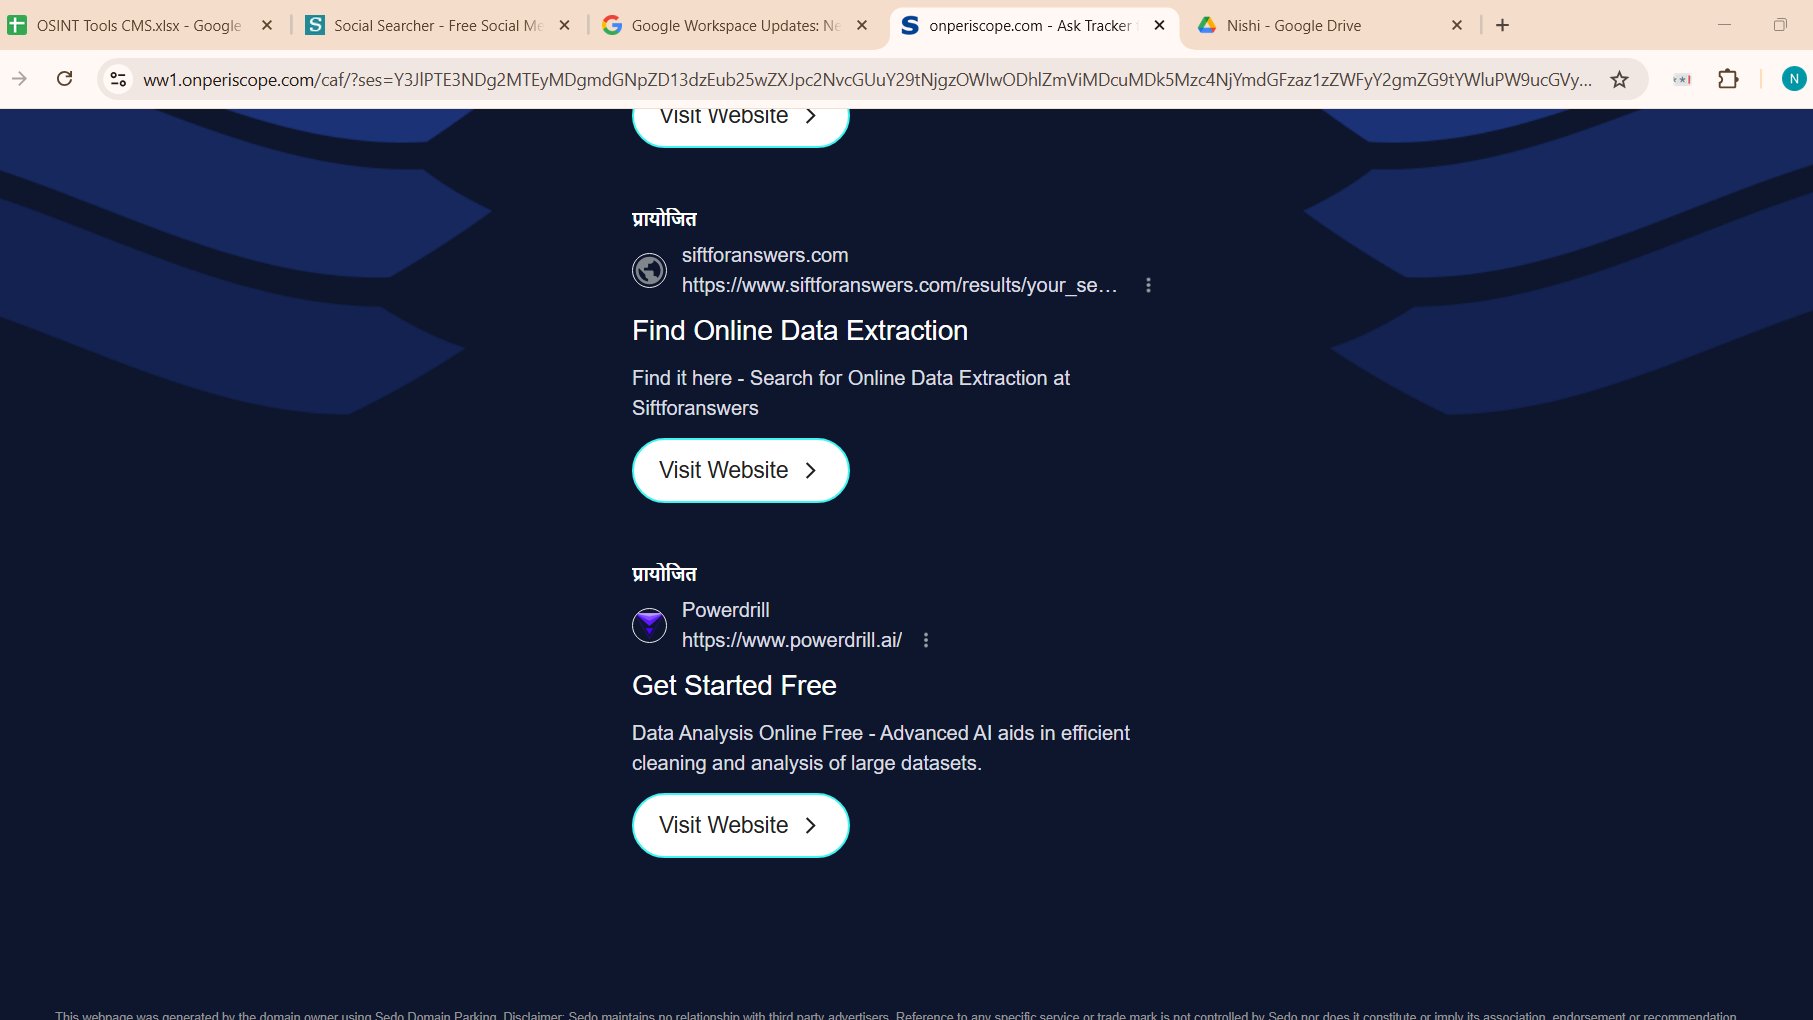 OSINT Tools CMS.xlsx - Google
Social Searcher - Free Social Me
Google Workspace Updates: Ne
onperiscope.com - Ask Tracker
Nishi - Google Drive
ww1.onperiscope.com/caf/?ses=Y3JlPTE3NDg2MTEyMDgmdGNpZD13dzEub25wZXJpc2NvcGUuY29tNjgzOWIwODhlZmViMDcuMDk5Mzc4NjYmdGFzaz1zZWFyY2gmZG9tYWluPW9ucGVy...
N
Visit Website
प्रायोजित
siftforanswers.com
https://www.siftforanswers.com/results/your_se...
Find Online Data Extraction
Find it here - Search for Online Data Extraction at
Siftforanswers
Visit Website
प्रायोजित
Powerdrill
https://www.powerdrill.ai/
Get Started Free
Data Analysis Online Free - Advanced AI aids in efficient
cleaning and analysis of large datasets.
Visit Website
This webpage was generated by the domain owner using Sedo Domain Parking. Disclaimer: Sedo maintains no relationship with third party advertisers. Reference to any specific service or trade mark is not controlled by Sedo nor does it constitute or imply its association, endorsement or recommendation.